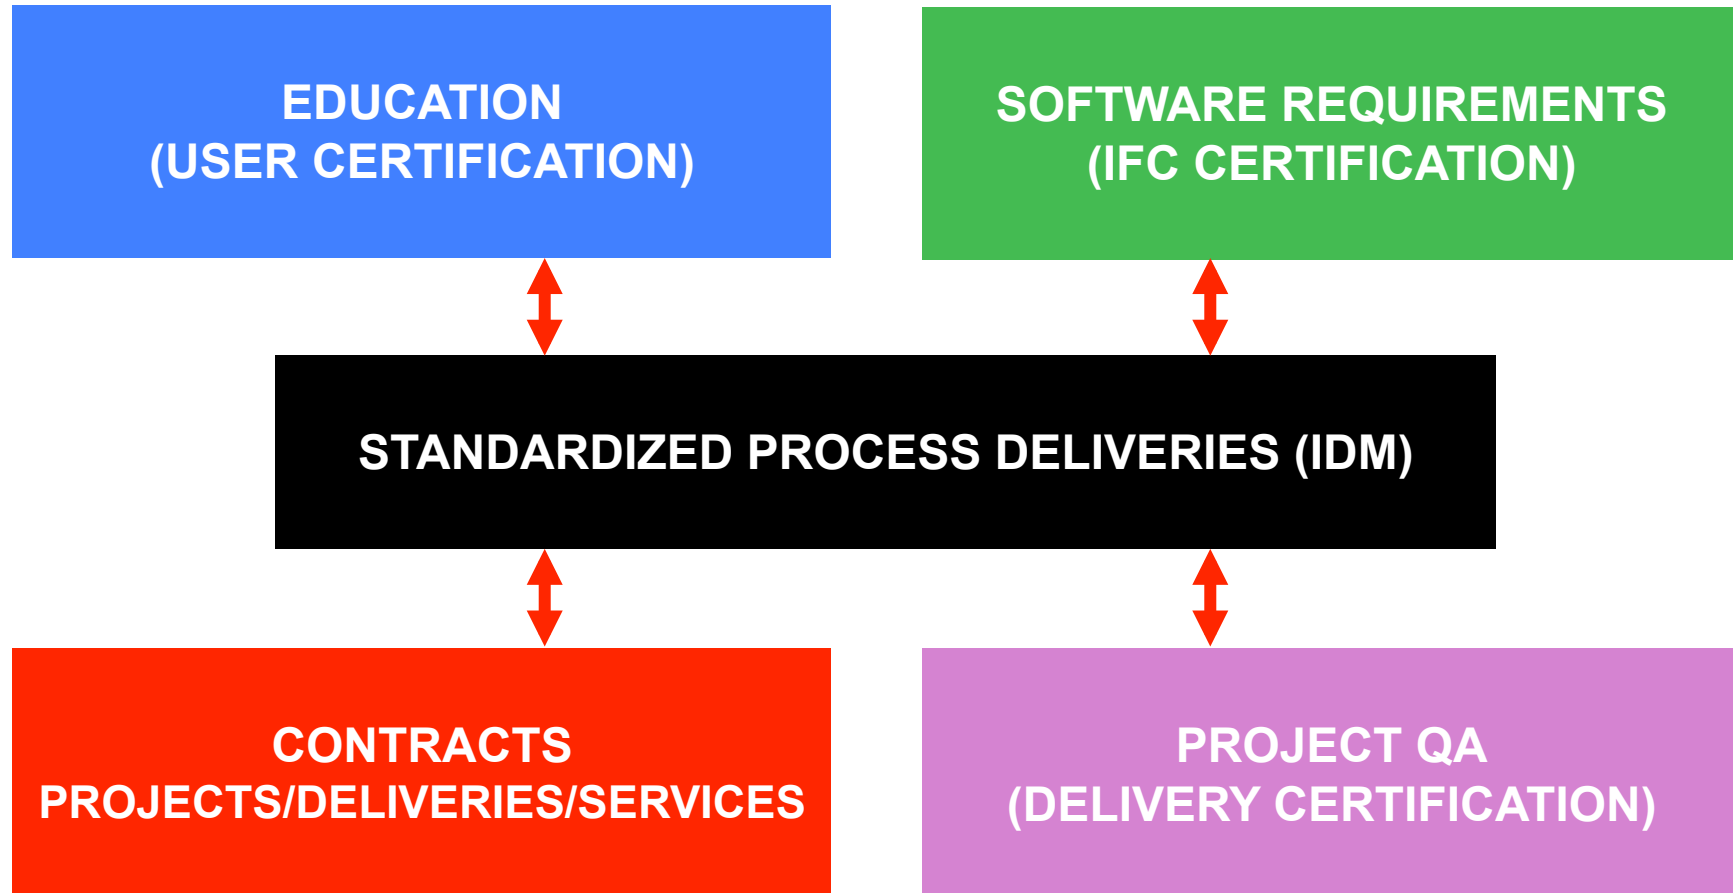 EDUCATION
(USER CERTIFICATION)
SOFTWARE REQUIREMENTS
(IFC CERTIFICATION)
STANDARDIZED PROCESS DELIVERIES (IDM)
CONTRACTS
PROJECTS/DELIVERIES/SERVICES
PROJECT QA
(DELIVERY CERTIFICATION)